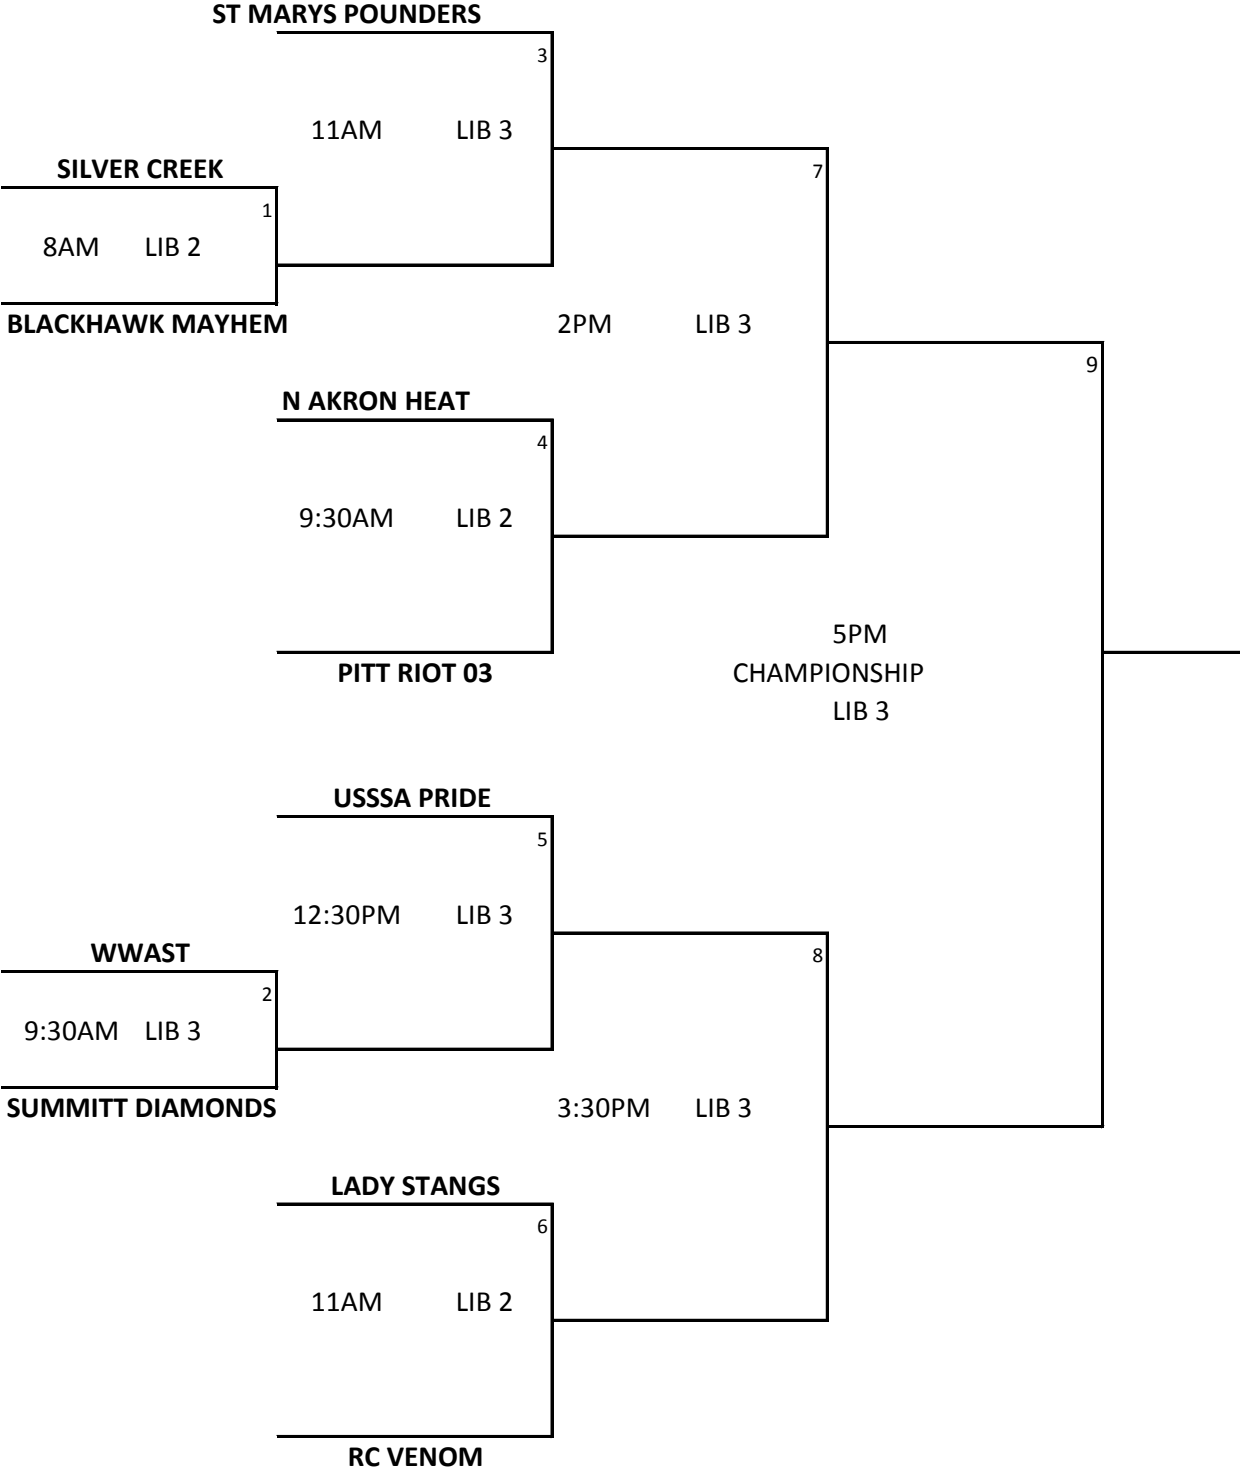 ST MARYS POUNDERS
3
11AM LIB 3
SILVER CREEK
7
1
8AM LIB 2
BLACKHAWK MAYHEM
2PM LIB 3
9
N AKRON HEAT
4
9:30AM LIB 2
5PM
CHAMPIONSHIP
LIB 3
PITT RIOT 03
USSSA PRIDE
5
12:30PM LIB 3
WWAST
8
2
9:30AM LIB 3
SUMMITT DIAMONDS
3:30PM LIB 3
LADY STANGS
6
11AM LIB 2
RC VENOM